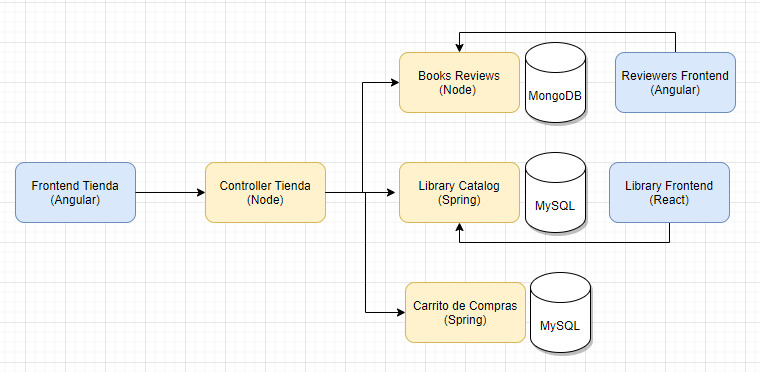 Books Reviews
(Node)
MongoDB
Reviewers Frontend
(Angular)
Frontend Tienda
(Angular)
Controller Tienda
(Node)
Library Catalog
(Spring)
MySQL
Library Frontend
(React)
Carrito de Compras
(Spring)
MySQL